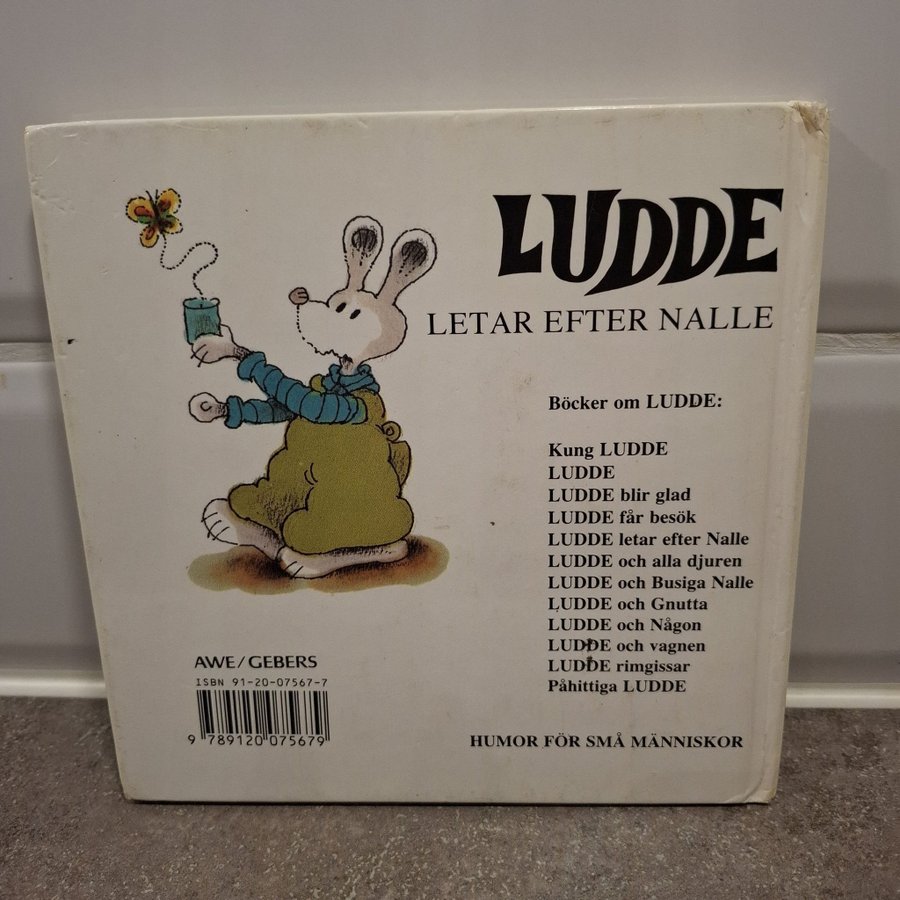 LUDDE
LETAR EFTER NALLE
Böcker om LUDDE:
Kung LUDDE
LUDDE
LUDDE blir glad
LUDDE får besök
LUDDE letar efter Nalle
LUDDE och alla djuren
LUDDE och Busiga Nalle
LUDDE och Gnutta
LUDDE och Någon
LUDDE och vagnen
LUDDE rimgissar
Påhittiga LUDDE
AWE/GEBERS
ISBN 91-20-07567-7
9 789120 075679
HUMOR FÖR SMÅ MÄNNISKOR